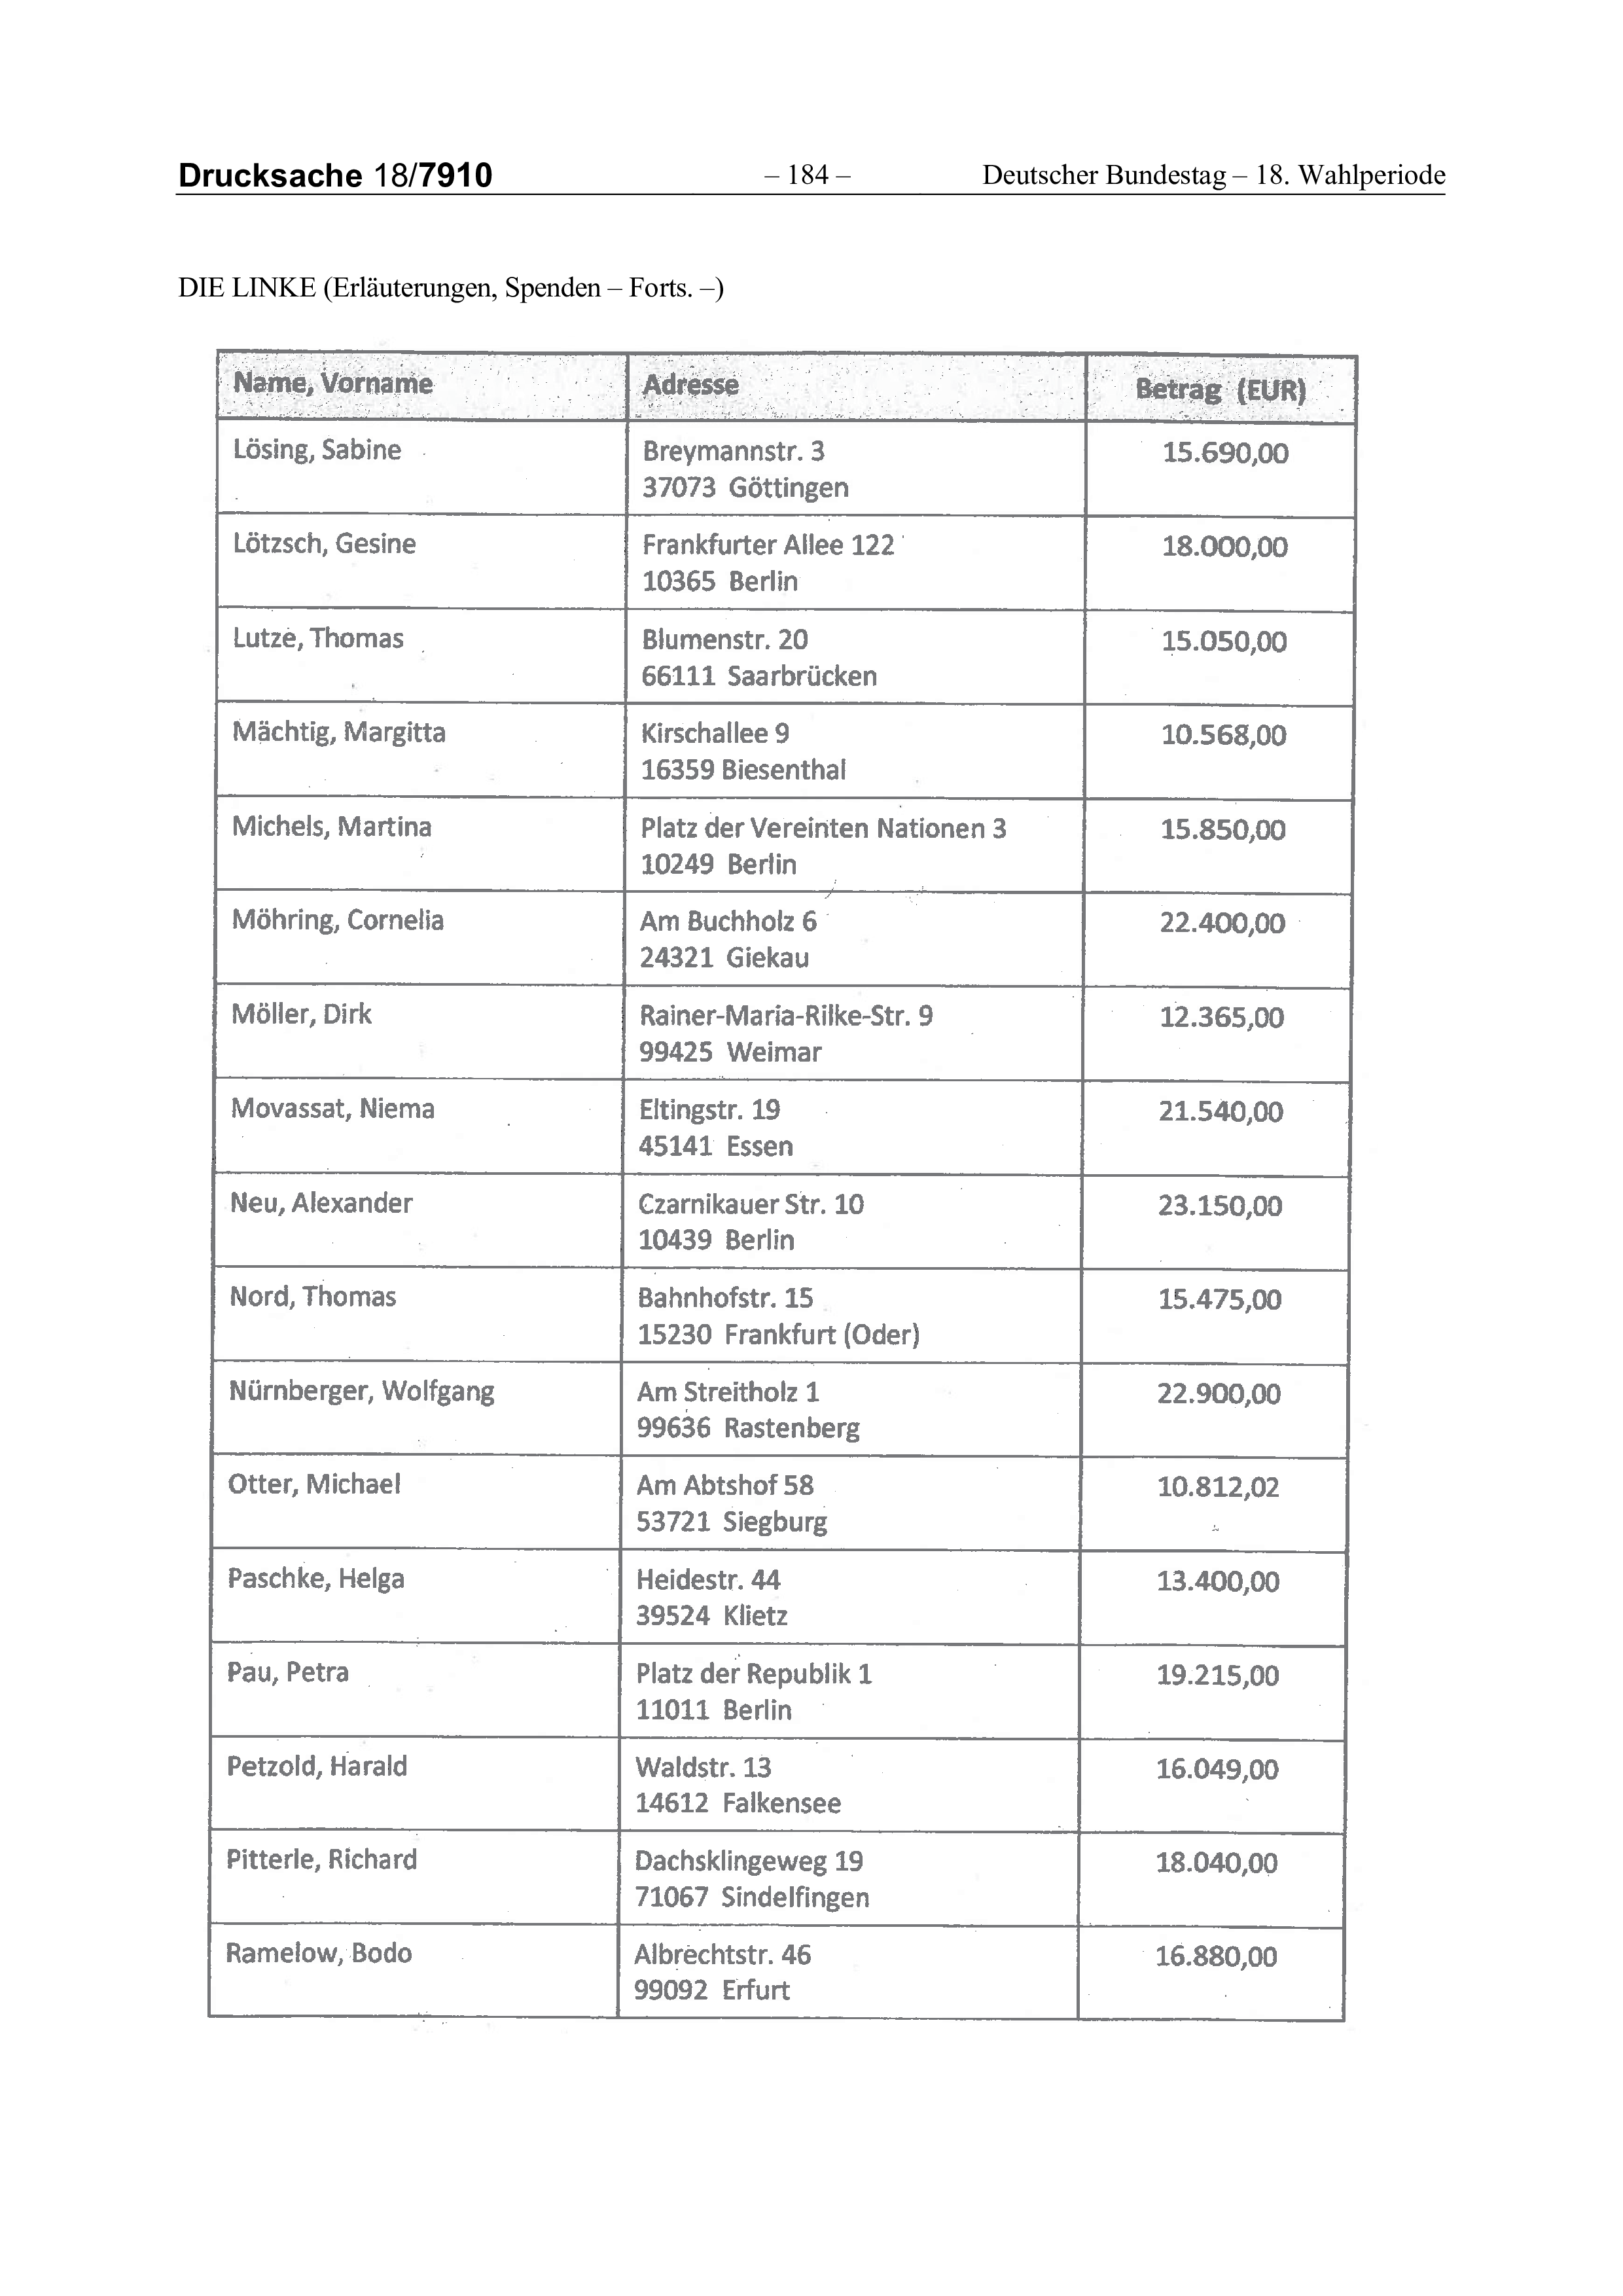 Drucksache 18/7910 – 184 – Deutscher Bundestag – 18. Wahlperiode
DIE LINKE (Erläuterungen, Spenden – Forts. –)
Name, Vorname Adresse Betrag (EUR)
Lösing, Sabine Breymannstr. 3 15.690,00
37073 Göttingen
Lötzsch, Gesine Frankfurter Allee 122 18.000,00
10365 Berlin
Lutze, Thomas Blumenstr. 20 15.050,00
66111 Saarbrücken
Mächtig, Margitta Kirschallee 9 10.568,00
16359 Biesenthal
Michels, Martina Platz der Vereinten Nationen 3 15.850,00
10249 Berlin
Möhring, Cornelia Am Buchholz 6 22.400,00
24321 Giekau
Möller, Dirk Rainer-Maria-Rilke-Str. 9 12.365,00
99425 Weimar
Movassat, Niema Eltingstr. 19 21.540,00
45141 Essen
Neu, Alexander Czarnikauer Str. 10 23.150,00
10439 Berlin
Nord, Thomas Bahnhofstr. 15 15.475,00
15230 Frankfurt (Oder)
Nürnberger, Wolfgang Am Streitholz 1 22.900,00
99636 Rastenberg
Otter, Michael Am Abtshof 58 10.812,02
53721 Siegburg
Paschke, Helga Heidestr. 44 13.400,00
39524 Klietz
Pau, Petra Platz der Republik 1 19.215,00
11011 Berlin
Petzold, Harald Waldstr. 13 16.049,00
14612 Falkensee
Pitterle, Richard Dachsklingeweg 19 18.040,00
71067 Sindelfingen
Ramelow, Bodo Albrechtstr. 46 16.880,00
99092 Erfurt